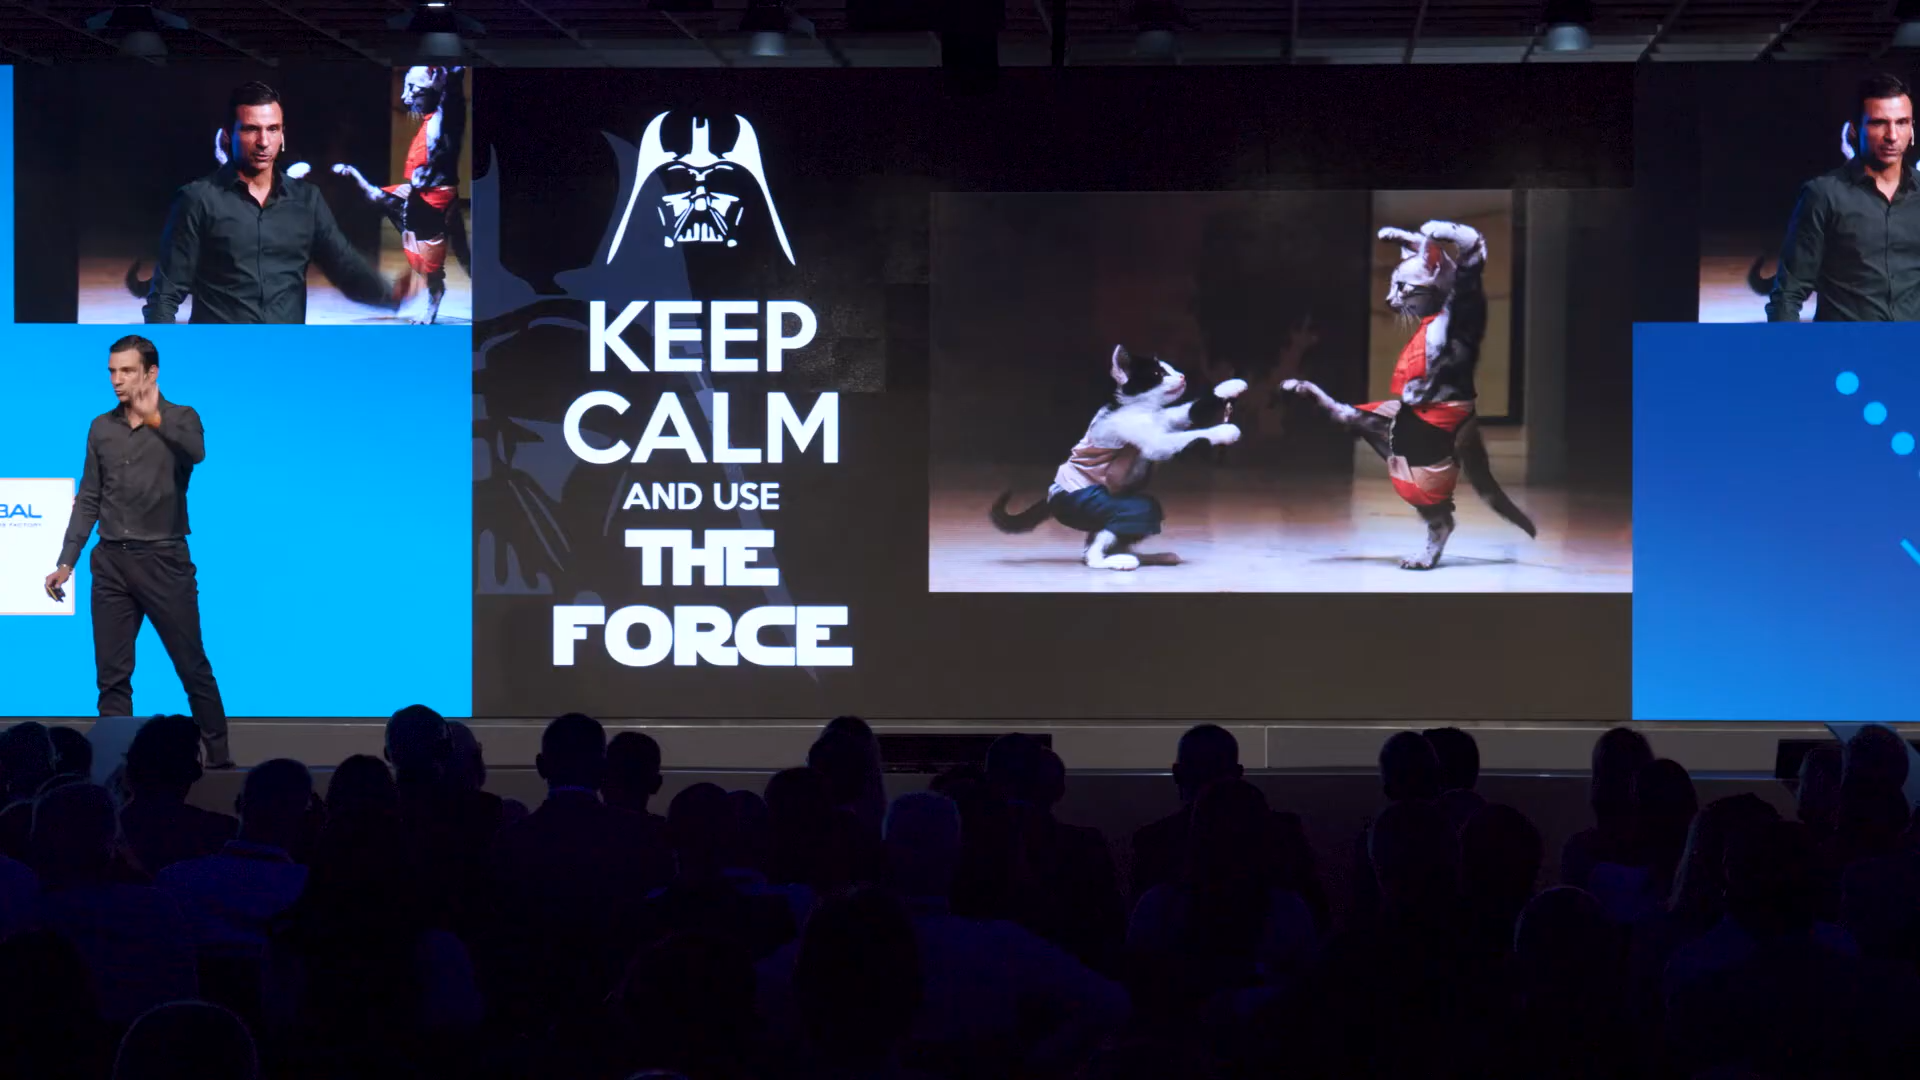 KEEP
CALM
AND USE
THE
FORCE
BAL